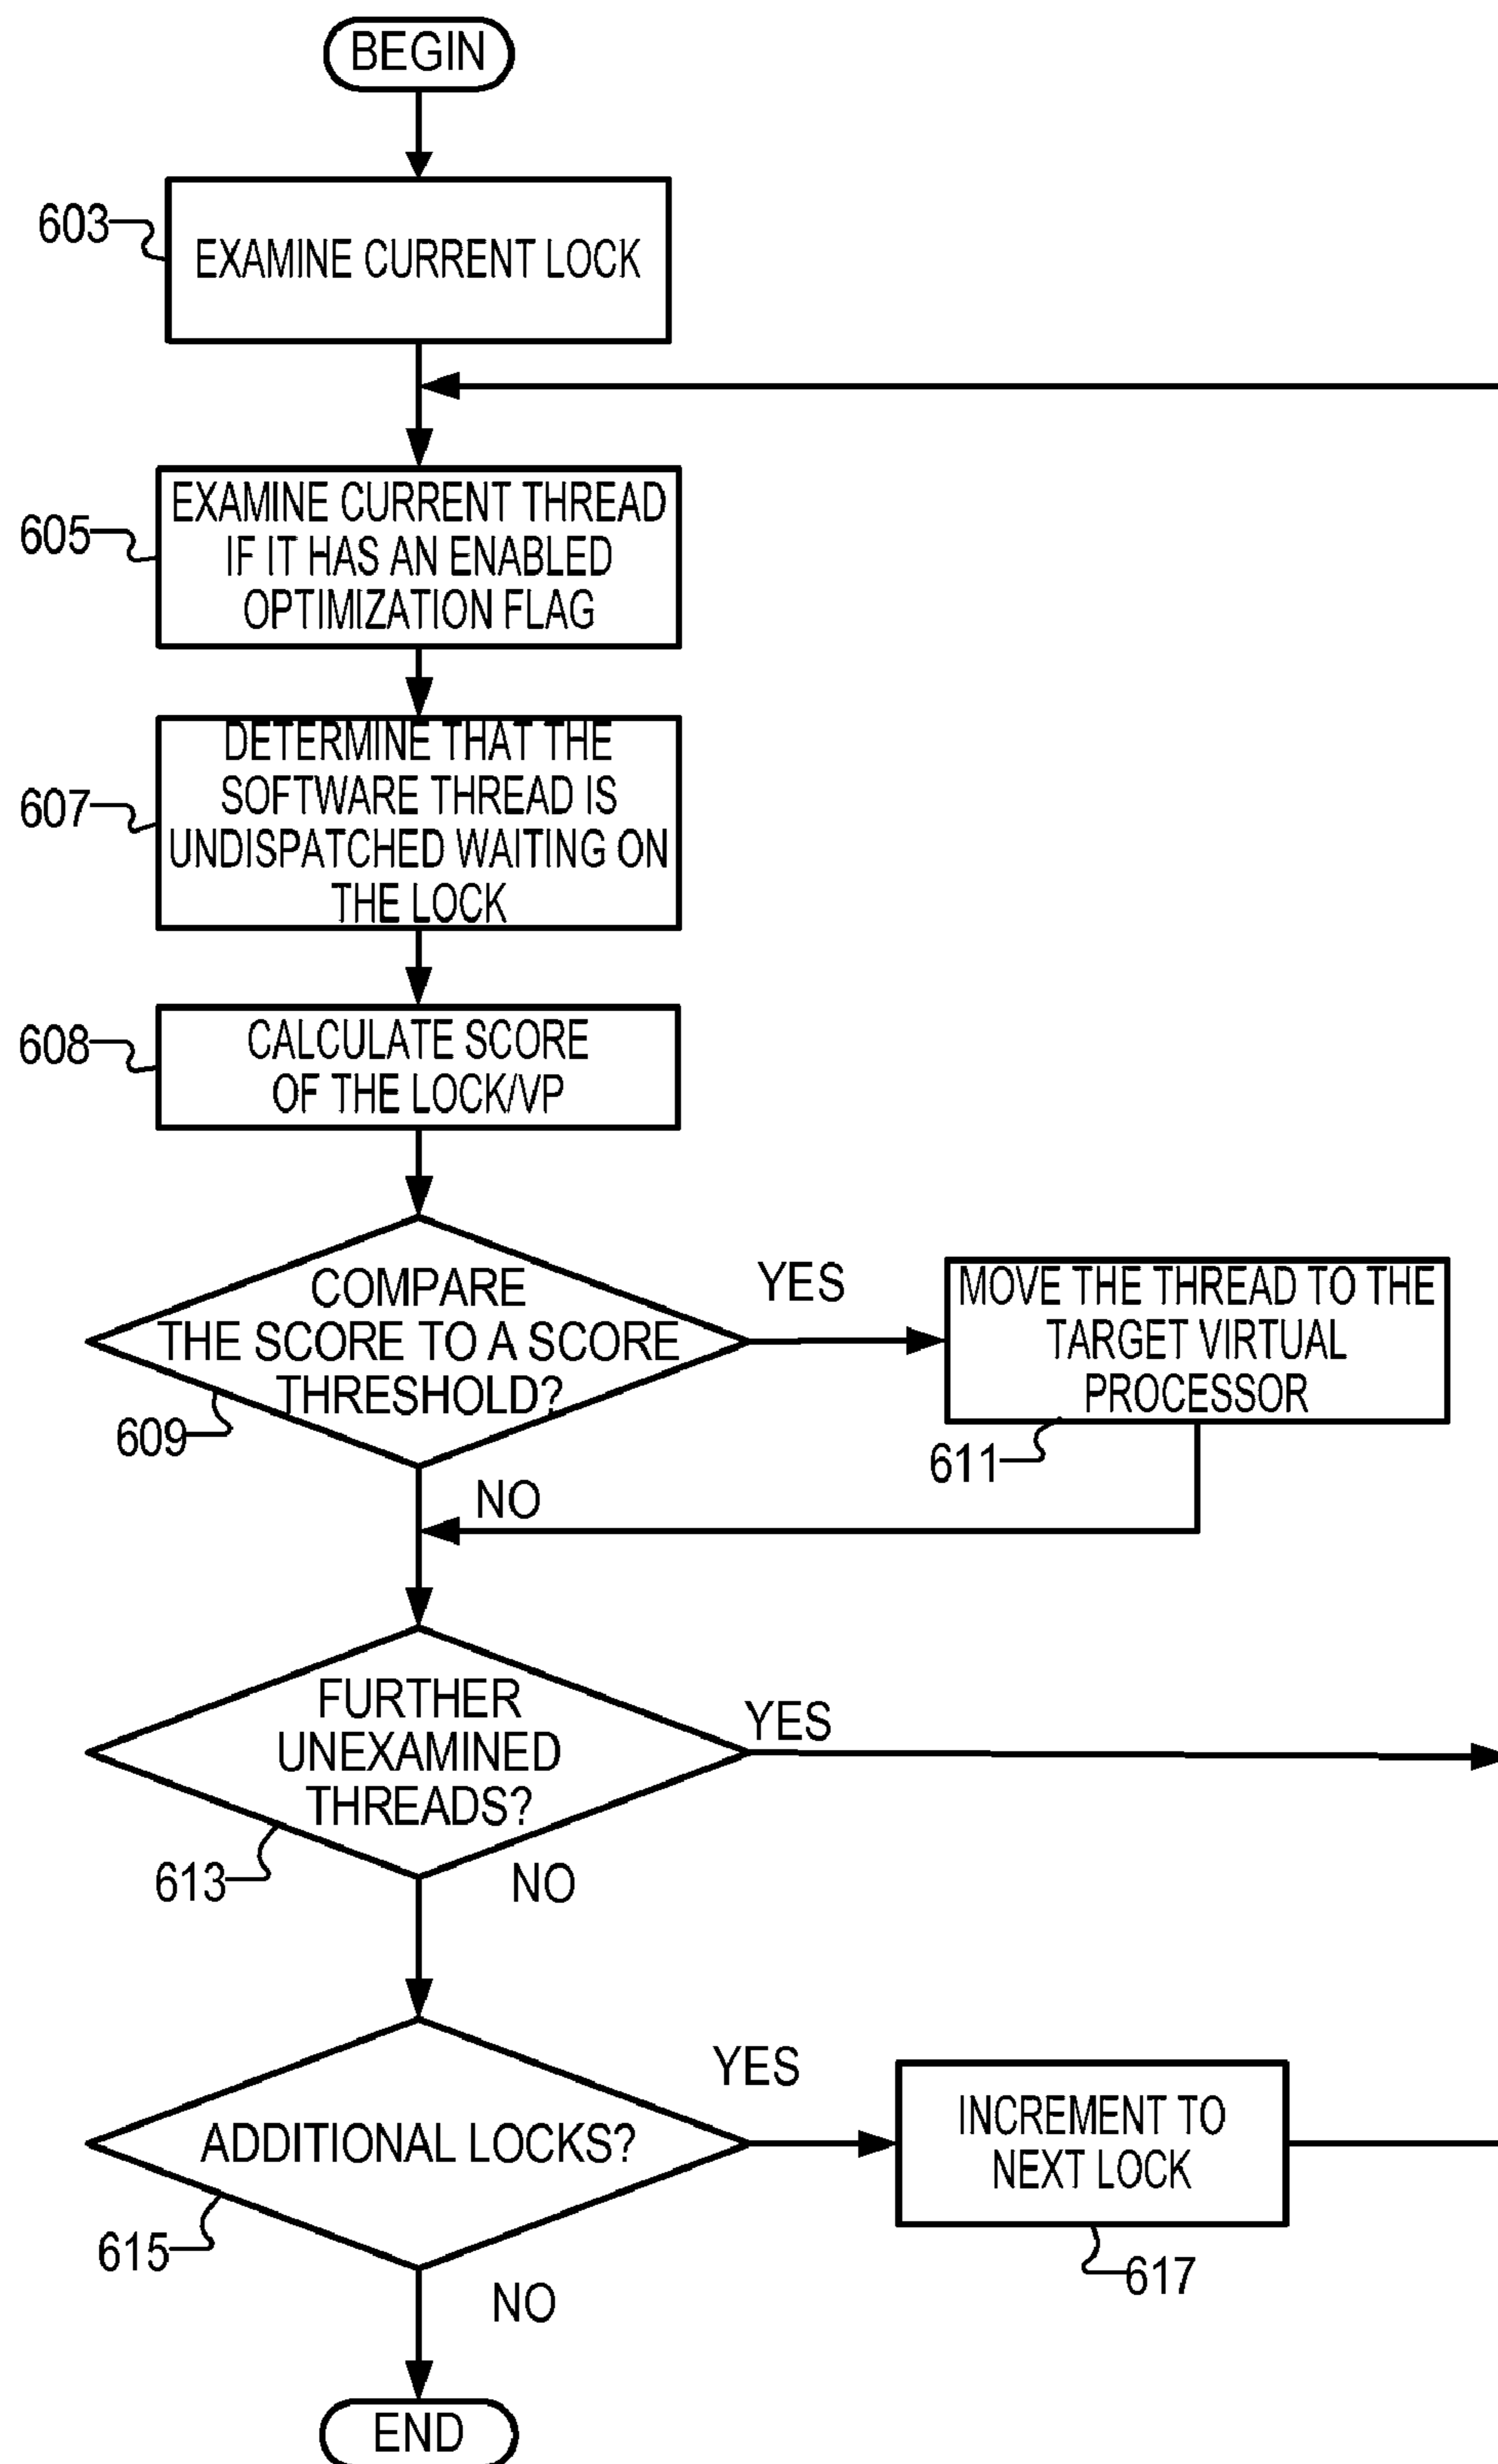 BEGIN
603
EXAMINE CURRENT LOCK
605
EXAMINE CURRENT THREAD
IF IT HAS AN ENABLED
OPTIMIZATION FLAG
607
DETERMINE THAT THE
SOFTWARE THREAD IS
UNDISPATCHED WAITING ON
THE LOCK
608
CALCULATE SCORE
OF THE LOCK/VP
COMPARE
THE SCORE TO A SCORE
THRESHOLD?
609
YES
MOVE THE THREAD TO THE
TARGET VIRTUAL
PROCESSOR
611
NO
FURTHER
UNEXAMINED
THREADS?
613
YES
NO
ADDITIONAL LOCKS?
615
YES
INCREMENT TO
NEXT LOCK
617
NO
END